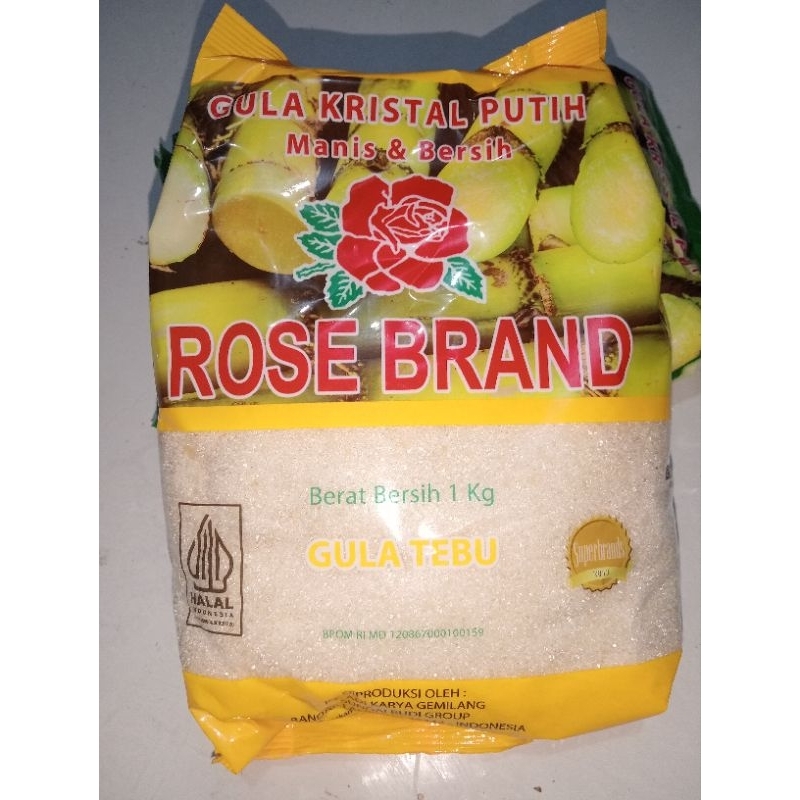 GULA KRISTAL PUTIH
Manis & Bersih
ROSE BRAND
Berat Bersih 1 Kg
GULA TEBU
Superbrands
HALAL
INDONESIA
BPOM RI MD 120867000100159
DIPRODUKSI OLEH :
KARYA GEMILANG
BUDI GROUP
INDONESIA